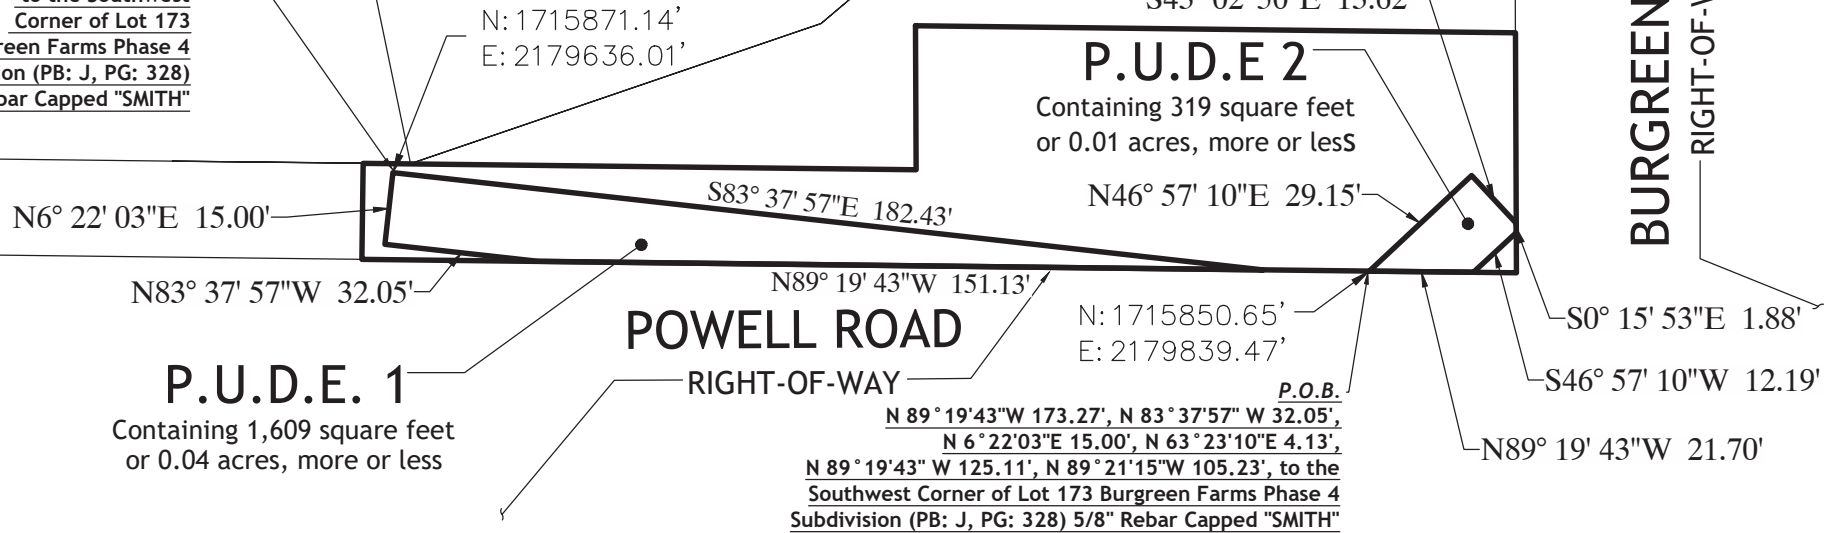 to the Southwest
Corner of Lot 173
reen Farms Phase 4
on (PB: J, PG: 328)
bar Capped "SMITH"
N: 1715871.14'
E: 2179636.01'
P.U.D.E 2
Containing 319 square feet
or 0.01 acres, more or less
BURGREEN
RIGHT-OF-
N6° 22' 03"E 15.00'
S83° 37' 57"E 182.43'
N46° 57' 10"E 29.15'
N83° 37' 57"W 32.05'
N89° 19' 43"W 151.13'
POWELL ROAD
RIGHT-OF-WAY
N: 1715850.65'
E: 2179839.47'
S0° 15' 53"E 1.88'
S46° 57' 10"W 12.19'
N89° 19' 43"W 21.70'
P.U.D.E. 1
Containing 1,609 square feet
or 0.04 acres, more or less
P.O.B.
N 89°19'43"W 173.27', N 83°37'57" W 32.05',
N 6°22'03"E 15.00', N 63°23'10"E 4.13',
N 89°19'43" W 125.11', N 89°21'15"W 105.23', to the
Southwest Corner of Lot 173 Burgreen Farms Phase 4
Subdivision (PB: J, PG: 328) 5/8" Rebar Capped "SMITH"